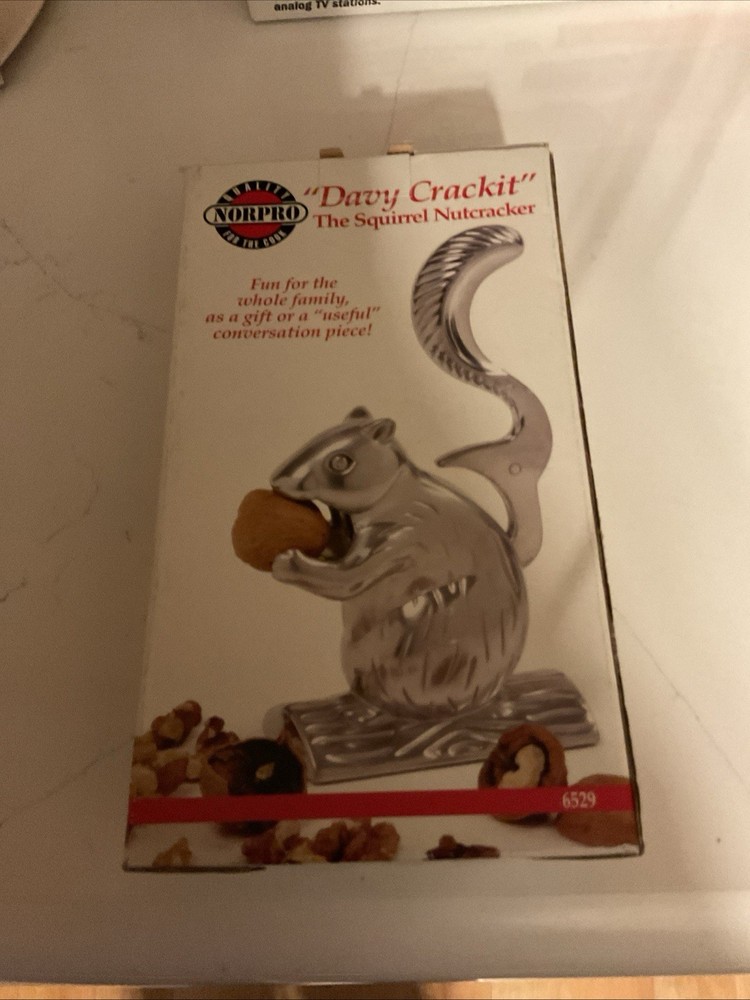 analog TV stations.
QUALITY
NORPRO
FOR THE COOK
"Davy Crackit"
The Squirrel Nutcracker
Fun for the
whole family,
as a gift or a "useful"
conversation piece!
6529